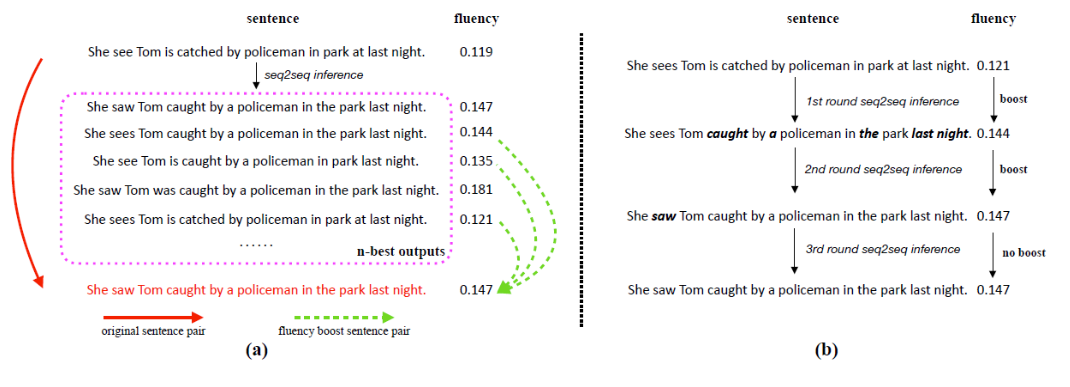 sentence fluency
She see Tom is catched by policeman in park at last night. 0.119
seq2seq inference
She saw Tom caught by a policeman in the park last night. 0.147
She sees Tom caught by a policeman in the park last night. 0.144
She see Tom is caught by a policeman in park last night. 0.135
She saw Tom was caught by a policeman in the park last night. 0.181
She sees Tom is catched by policeman in park at last night. 0.121
......
n-best outputs
She saw Tom caught by a policeman in the park last night. 0.147
original sentence pair fluency boost sentence pair
(a)
sentence fluency
She sees Tom is catched by policeman in park at last night. 0.121
1st round seq2seq inference boost
She sees Tom caught by a policeman in the park last night. 0.144
2nd round seq2seq inference boost
She saw Tom caught by a policeman in the park last night. 0.147
3rd round seq2seq inference no boost
She saw Tom caught by a policeman in the park last night. 0.147
(b)